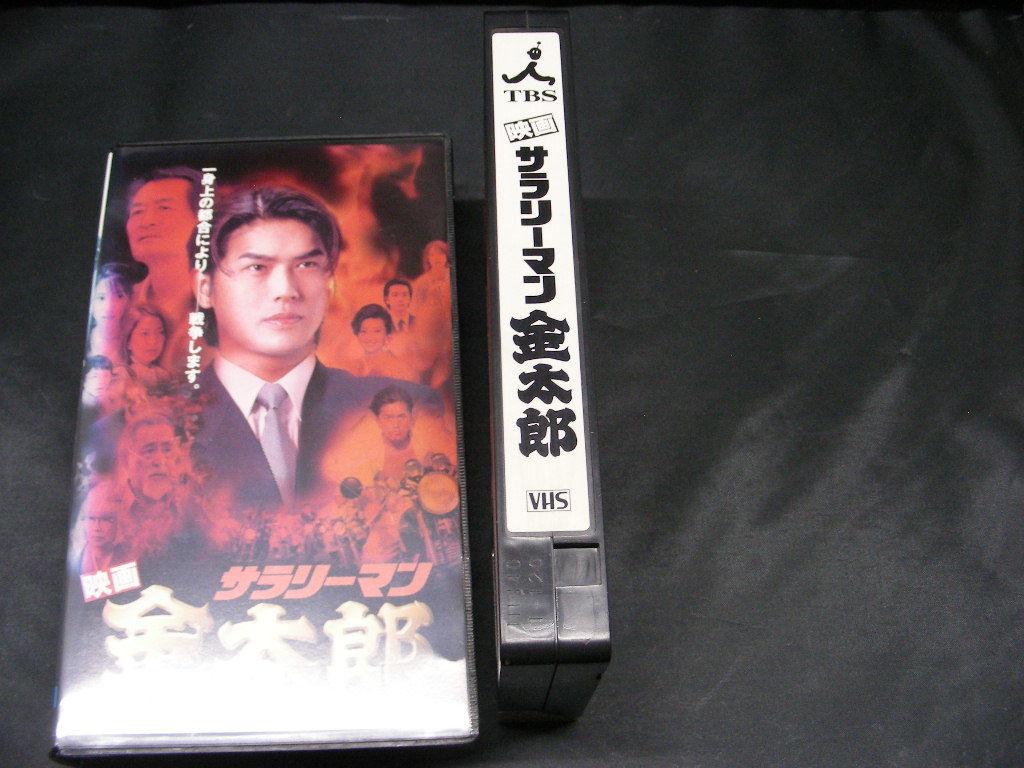 一身上の都合により
戦争します。
映画
サラリーマン
金太郎
TBS
映画
サラリーマン
金太郎
VHS